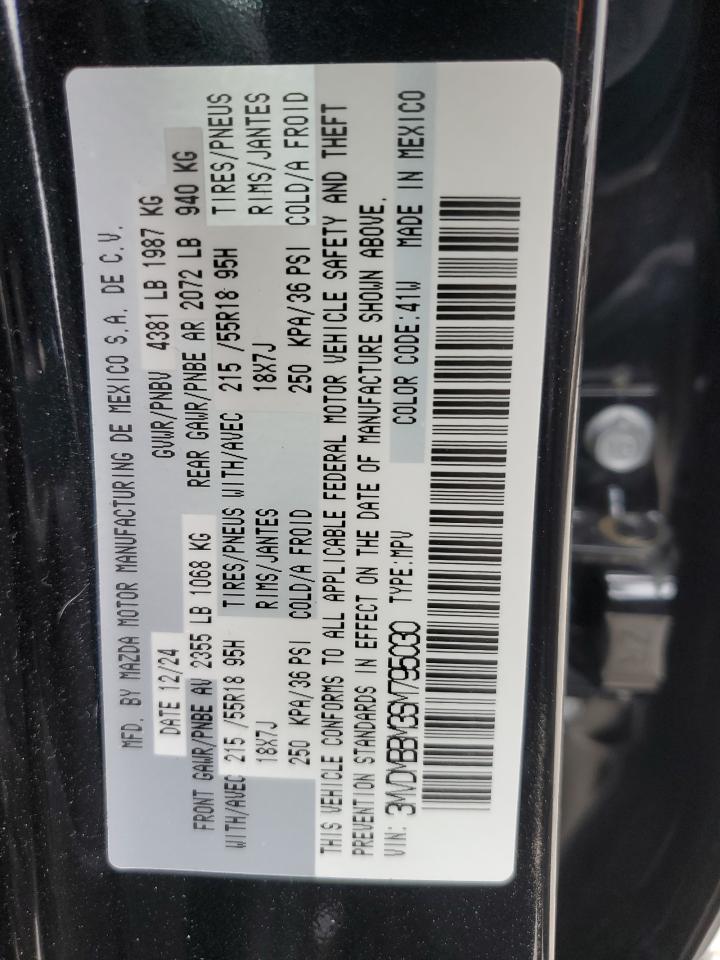 MFD. BY MAZDA MOTOR MANUFACTURING DE MEXICO S.A. DE C.V.
DATE 12/24 GVWR/PNBV 4381 LB 1987 KG
FRONT GAWR/PNBE AV 2355 LB 1068 KG REAR GAWR/PNBE AR 2072 LB 940 KG
WITH/AVEC 215 /55R18 95H TIRES/PNEUS WITH/AVEC 215 /55R18 95H TIRES/PNEUS
18X7J RIMS/JANTES 18X7J RIMS/JANTES
250 KPA/36 PSI COLD/A FROID 250 KPA/36 PSI COLD/A FROID
THIS VEHICLE CONFORMS TO ALL APPLICABLE FEDERAL MOTOR VEHICLE SAFETY AND THEFT
PREVENTION STANDARDS IN EFFECT ON THE DATE OF MANUFACTURE SHOWN ABOVE.
VIN: 3MVDMBBM3SM795030 TYPE:MPV COLOR CODE:41W MADE IN MEXICO